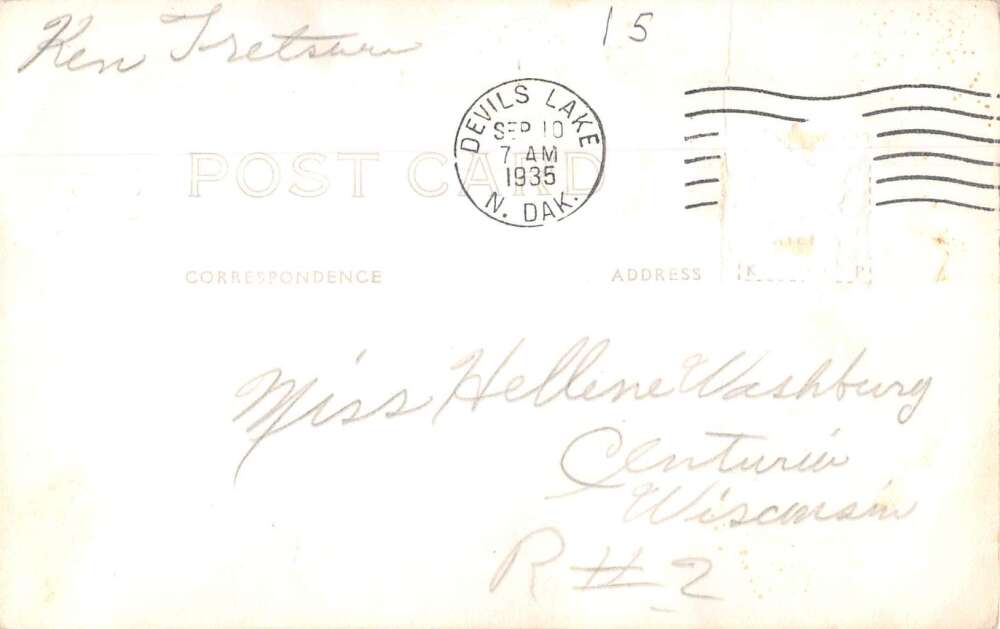 Ken
15
DEVILS LAKE
SEP 10
7 AM
1935
N. DAK.
POST CARD
CORRESPONDENCE
ADDRESS
K P
Miss Hellene Washburg
Centuria
Wisconsin
R #2